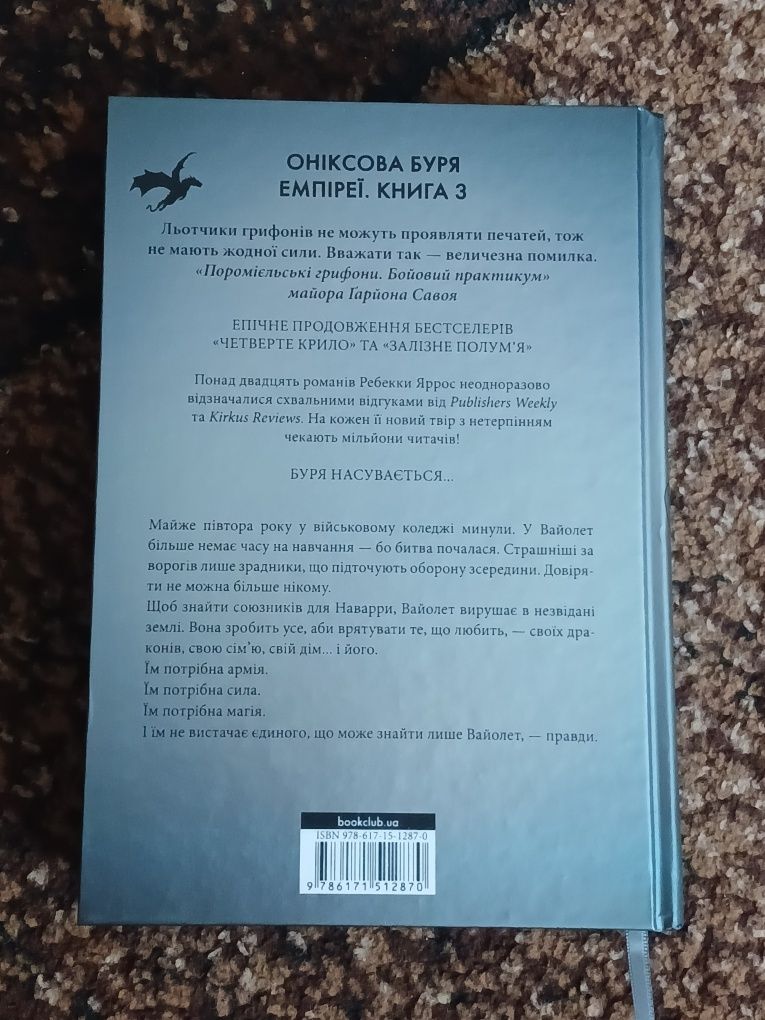 ОНІКСОВА БУРЯ
ЕМПІРЕЇ. КНИГА 3
Льотчики грифонів не можуть проявляти печатей, тож
не мають жодної сили. Вважати так — величезна помилка.
«Пороміельські грифони. Бойовий практикум»
майора Ґарйона Савоя
ЕПІЧНЕ ПРОДОВЖЕННЯ БЕСТСЕЛЕРІВ
«ЧЕТВЕРТЕ КРИЛО» ТА «ЗАЛІЗНЕ ПОЛУМ'Я»
Понад двадцять романів Ребекки Яррос неодноразово
відзначалися схвальними відгуками від Publishers Weekly
та Kirkus Reviews. На кожен її новий твір з нетерпінням
чекають мільйони читачів!
БУРЯ НАСУВАЄТЬСЯ...
Майже півтора року у військовому коледжі минули. У Вайолет
більше немає часу на навчання — бо битва почалася. Страшніші за
ворогів лише зрадники, що підточують оборону зсередини. Довіря-
ти не можна більше нікому.
Щоб знайти союзників для Наварри, Вайолет вирушає в незвідані
землі. Вона зробить усе, аби врятувати те, що любить, — своїх дра-
конів, свою сім'ю, свій дім... і його.
Їм потрібна армія.
Їм потрібна сила.
Їм потрібна магія.
І їм не вистачає єдиного, що може знайти лише Вайолет, — правди.
bookclub.ua
ISBN 978-617-15-1287-0
9 786171 512870